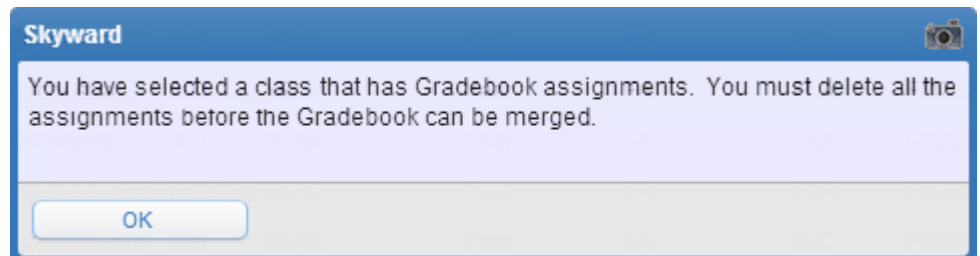 Skyward
You have selected a class that has Gradebook assignments.  You must delete all the
assignments before the Gradebook can be merged.
OK